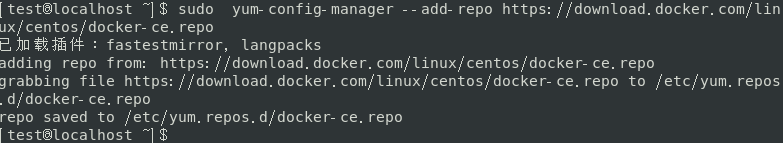 [test@localhost ~]$ sudo  yum-config-manager --add-repo https://download.docker.com/lin
ux/centos/docker-ce.repo
已加载插件：fastestmirror, langpacks
adding repo from: https://download.docker.com/linux/centos/docker-ce.repo
grabbing file https://download.docker.com/linux/centos/docker-ce.repo to /etc/yum.repos
.d/docker-ce.repo
repo saved to /etc/yum.repos.d/docker-ce.repo
[test@localhost ~]$